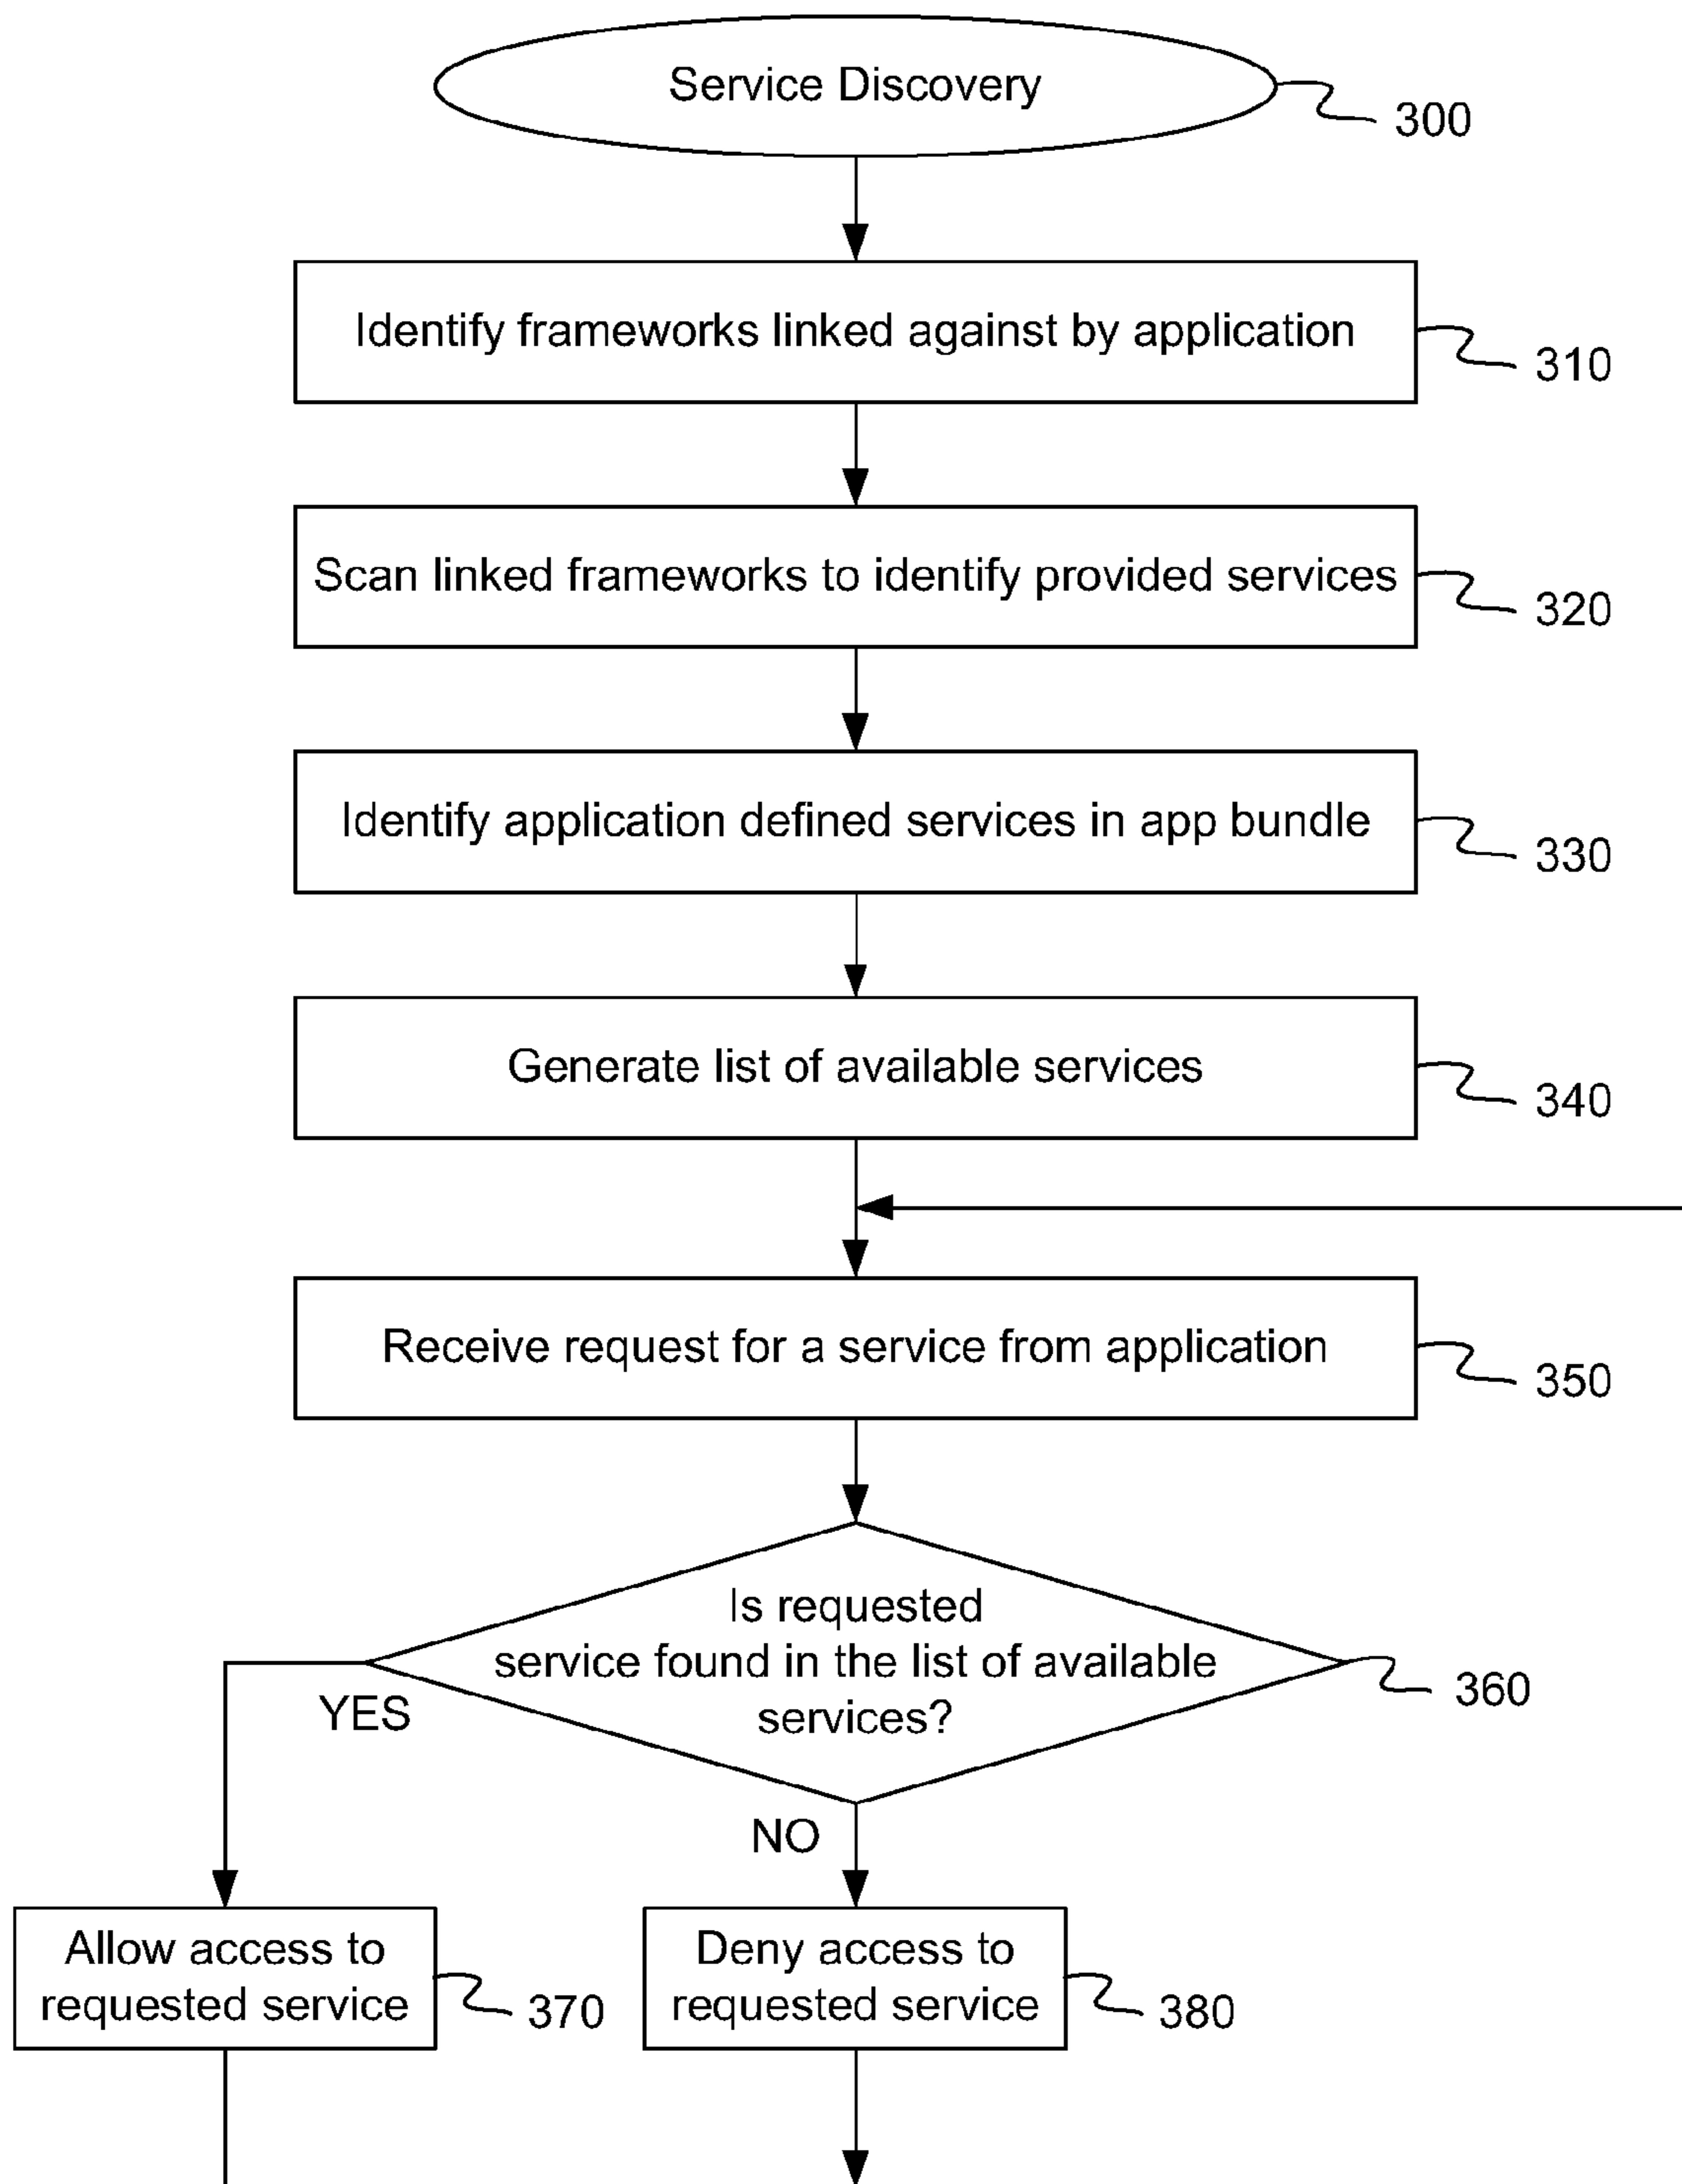 Service Discovery
300
Identify frameworks linked against by application
310
Scan linked frameworks to identify provided services
320
Identify application defined services in app bundle
330
Generate list of available services
340
Receive request for a service from application
350
Is requested
service found in the list of available
services?
360
YES
NO
Allow access to
requested service
370
Deny access to
requested service
380